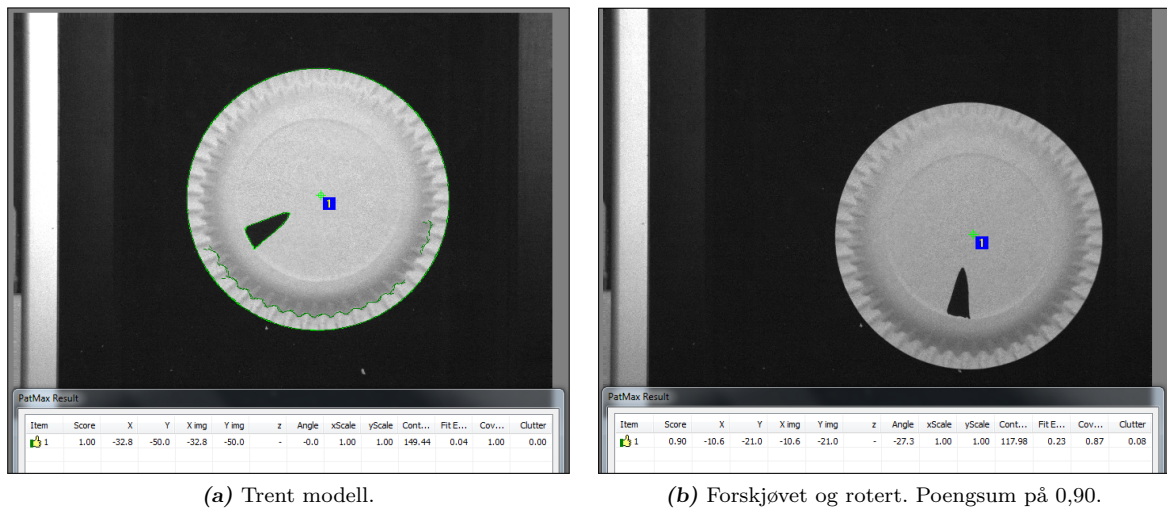 1
PatMax Result
Item Score X Y X img Y img z Angle xScale yScale Cont... Fit E... Cov... Clutter
1 1.00 -32.8 -50.0 -32.8 -50.0 - -0.0 1.00 1.00 149.44 0.04 1.00 0.00
(a) Trent modell.
1
PatMax Result
Item Score X Y X img Y img z Angle xScale yScale Cont... Fit E... Cov... Clutter
1 0.90 -10.6 -21.0 -10.6 -21.0 - -27.3 1.00 1.00 117.98 0.23 0.87 0.08
(b) Forskjøvet og rotert. Poengsum på 0,90.